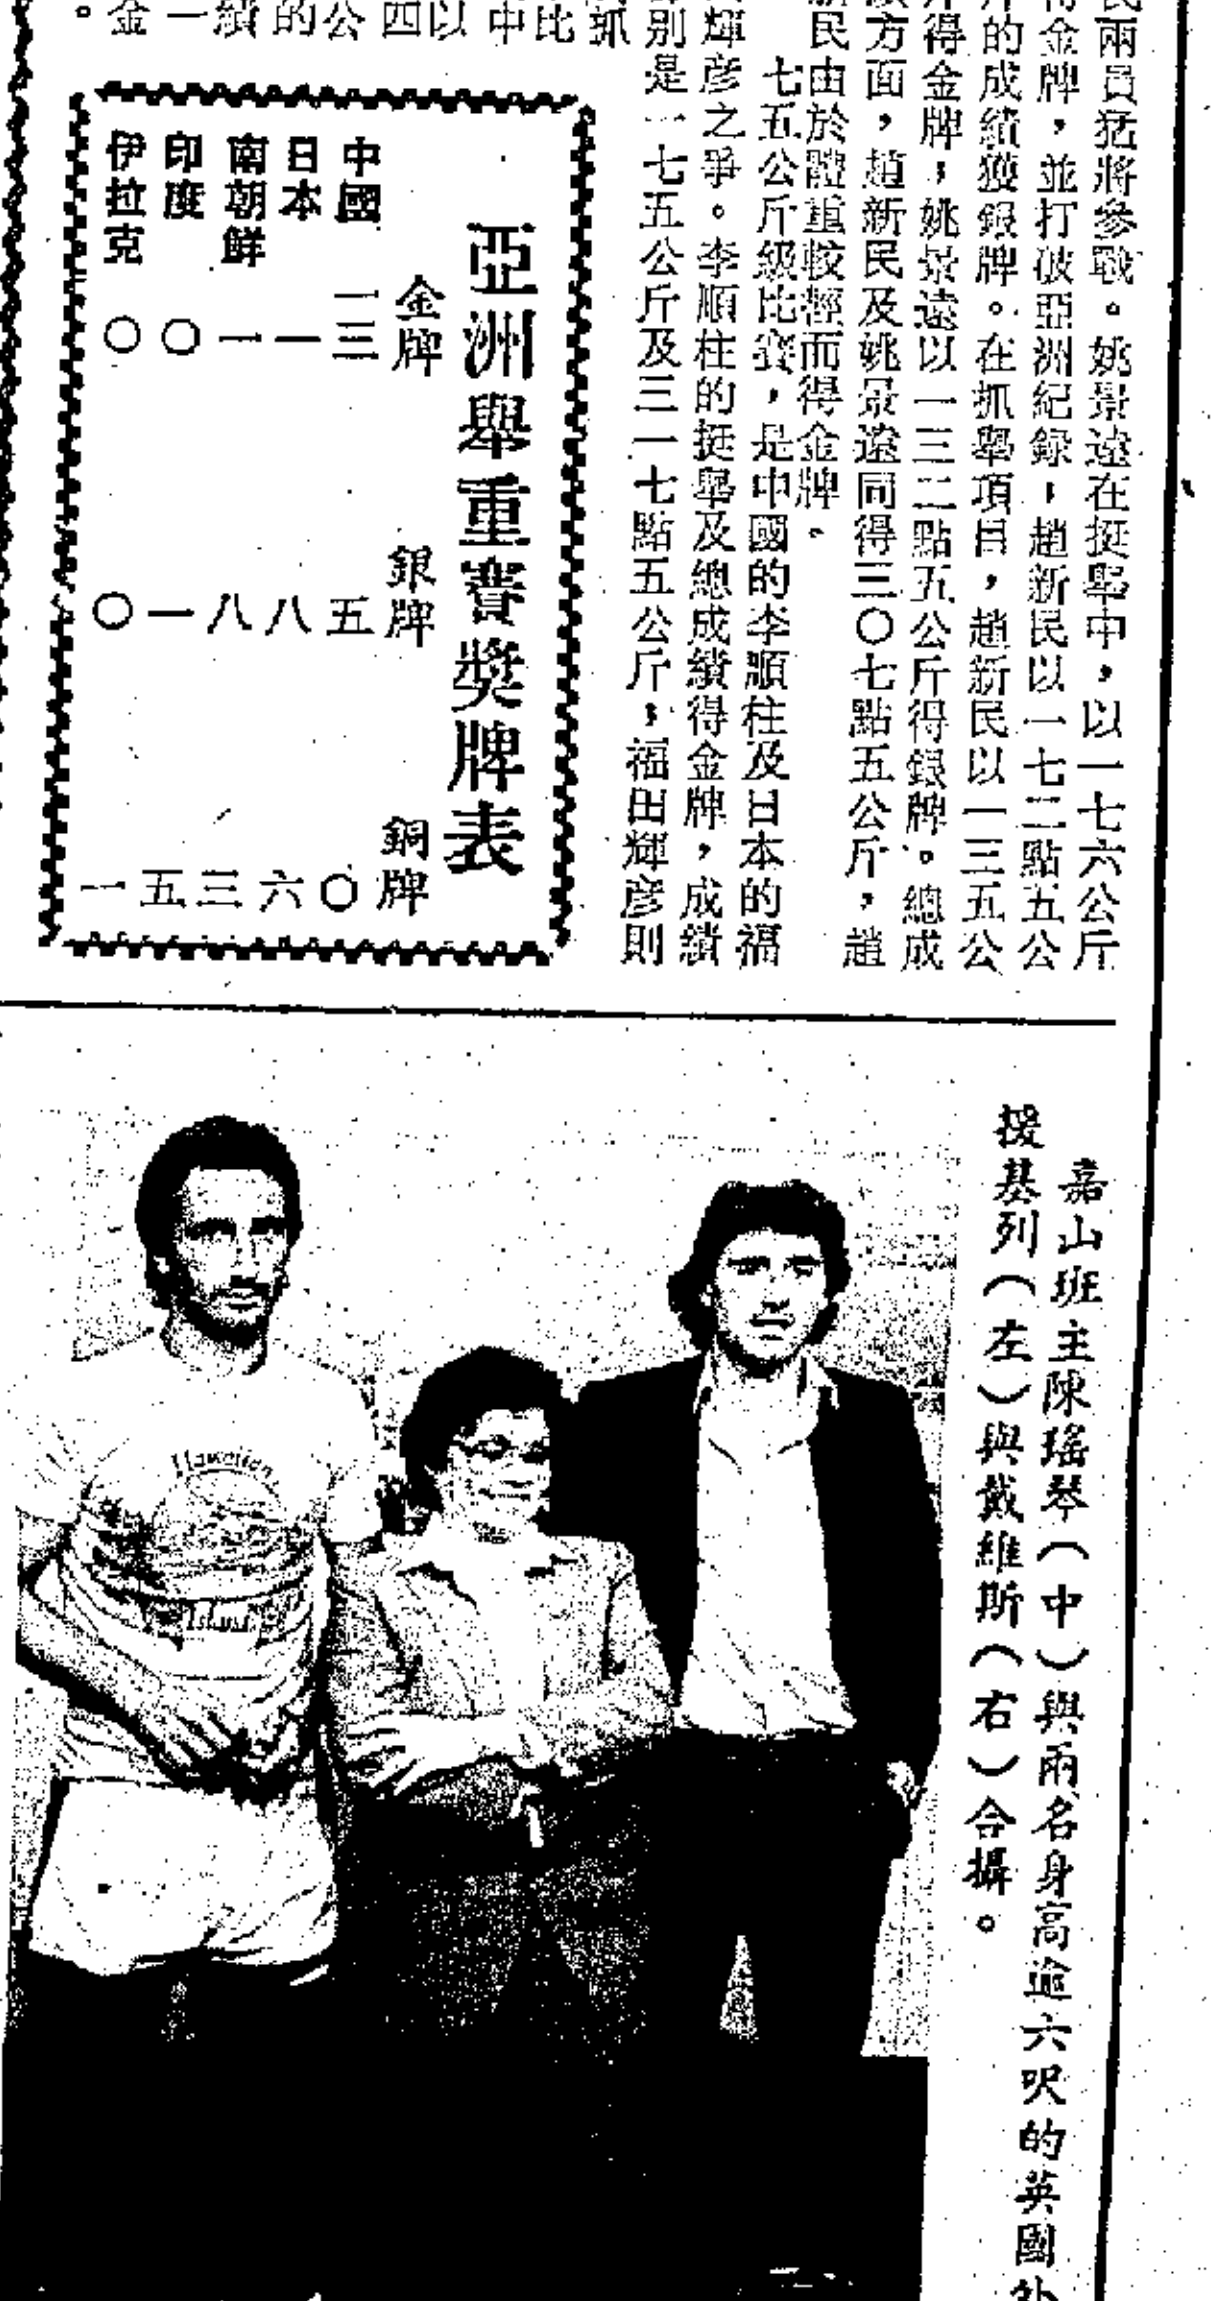 民兩員猛將參戰。姚景遠在挺舉中，以一七六公斤
得金牌，並打破亞洲紀錄，趙新民以一七二點五公
斤的成績獲銀牌。在抓舉項目，趙新民以一三五公
斤得金牌，姚景遠以一三二點五公斤得銀牌。總成
績方面，趙新民及姚景遠同得三〇七點五公斤，趙
新民由於體重較輕而得金牌。
七五公斤級比賽，是中國的李順柱及日本的福
輝彥之爭。李順柱的挺舉及總成績得金牌，成績
別是一七五公斤及三一七點五公斤，福田輝彥則
抓
比
中
以
四
公
的
績
一
金
。
亞洲舉重賽獎牌表
金牌 銀牌 銅牌
中國 一三 五 〇
日本 一 八 六
南朝鮮 一 八 三
印度 〇 一 五
伊拉克 〇 〇 一
嘉山班主陳瑤琴（中）與兩名身高逾六呎的英國外
援基列（左）與戴維斯（右）合攝。
Hawaiian